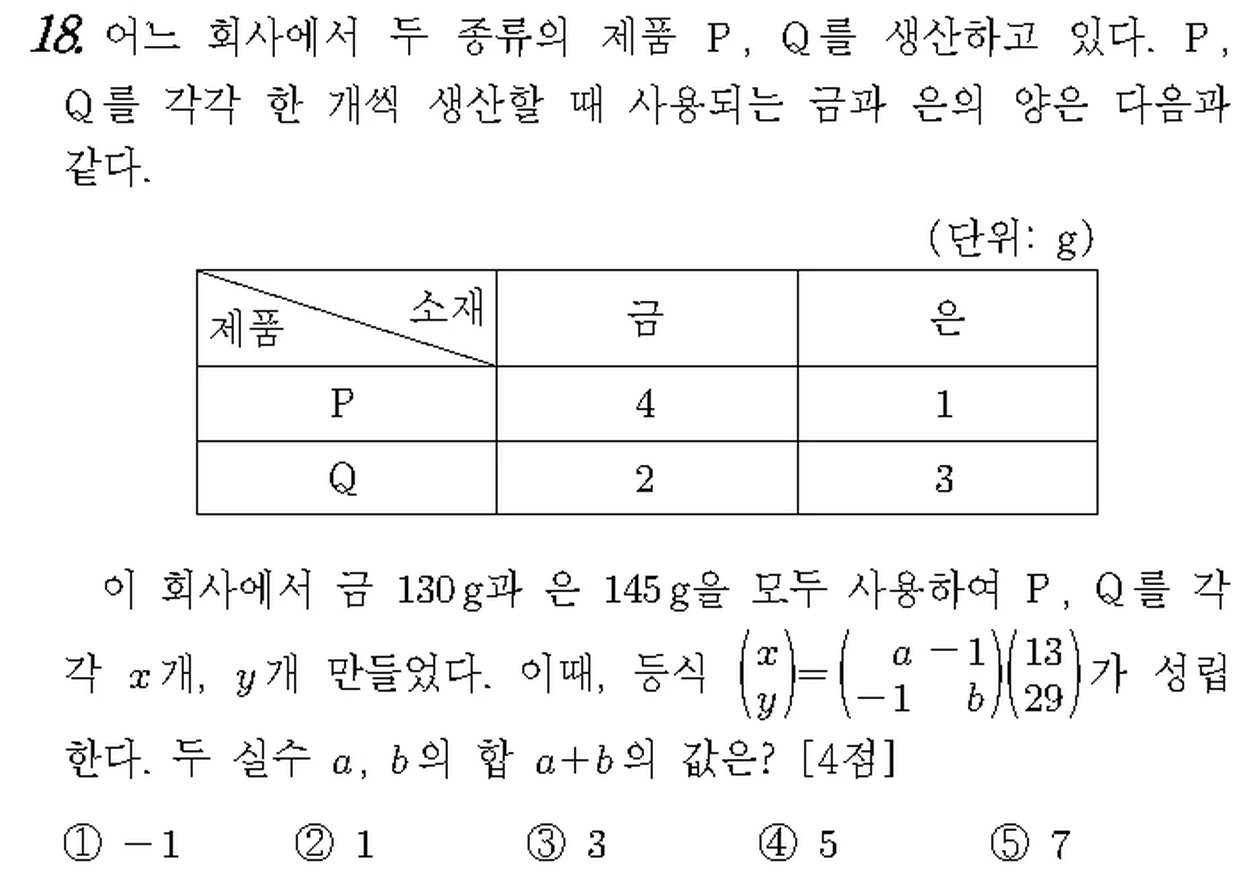 18. 어느 회사에서 두 종류의 제품 P, Q를 생산하고 있다. P,
Q를 각각 한 개씩 생산할 때 사용되는 금과 은의 양은 다음과
같다.
(단위: g)
제품 소재 금 은
P 4 1
Q 2 3
이 회사에서 금 130g과 은 145g을 모두 사용하여 P, Q를 각
각 x개, y개 만들었다. 이때, 등식 (x y)=(a -1 -1 b)(13 29)가 성립
한다. 두 실수 a, b의 합 a+b의 값은? [4점]
① -1 ② 1 ③ 3 ④ 5 ⑤ 7